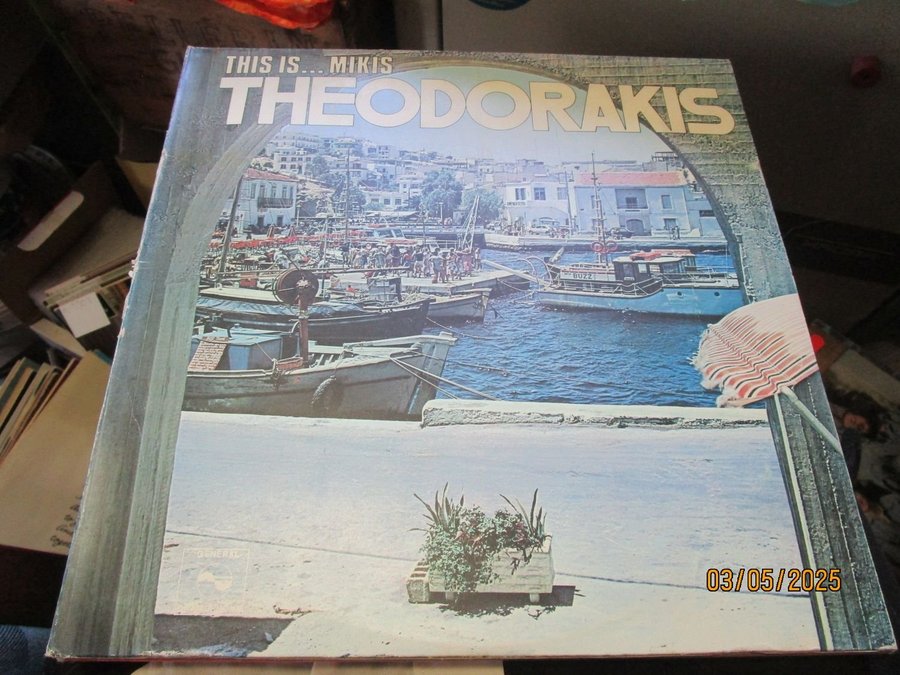 THIS IS... MIKIS
THEODORAKIS
BUZZ
GENERAL
03/05/2025